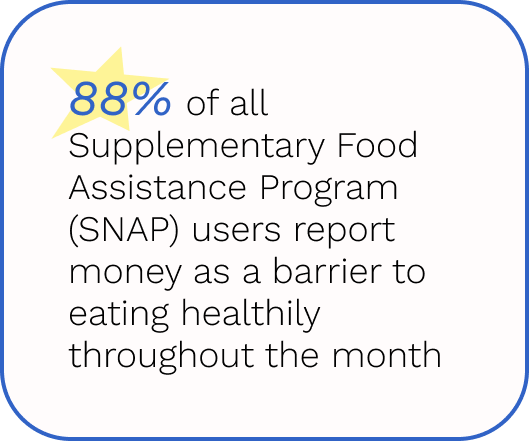 88% of all
Supplementary Food
Assistance Program
(SNAP) users report
money as a barrier to
eating healthily
throughout the month